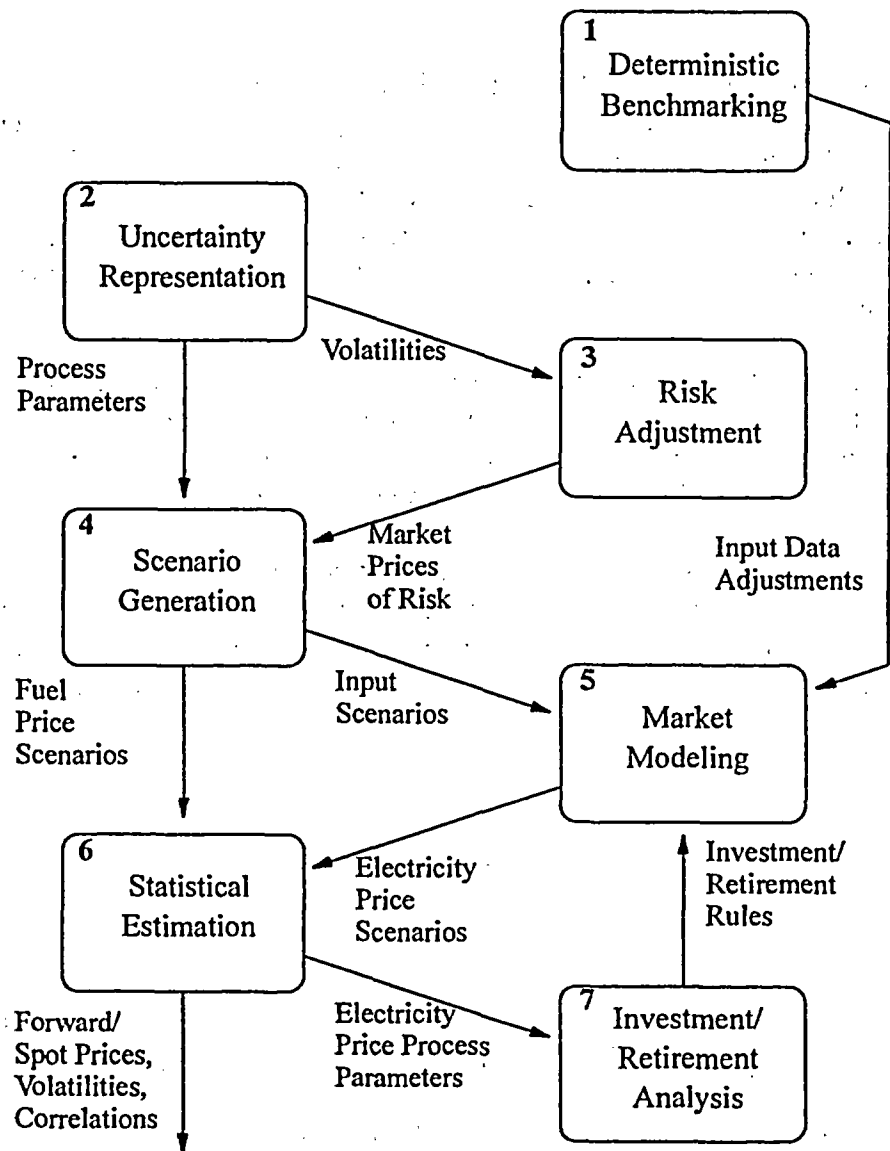 1
Deterministic
Benchmarking
2
Uncertainty
Representation
Volatilities
Process
Parameters
3
Risk
Adjustment
4
Scenario
Generation
Market
Prices
of Risk
Input Data
Adjustments
Fuel
Price
Scenarios
Input
Scenarios
5
Market
Modeling
6
Statistical
Estimation
Electricity
Price
Scenarios
Investment/
Retirement
Rules
Forward/
Spot Prices,
Volatilities,
Correlations
Electricity
Price Process
Parameters
7
Investment/
Retirement
Analysis